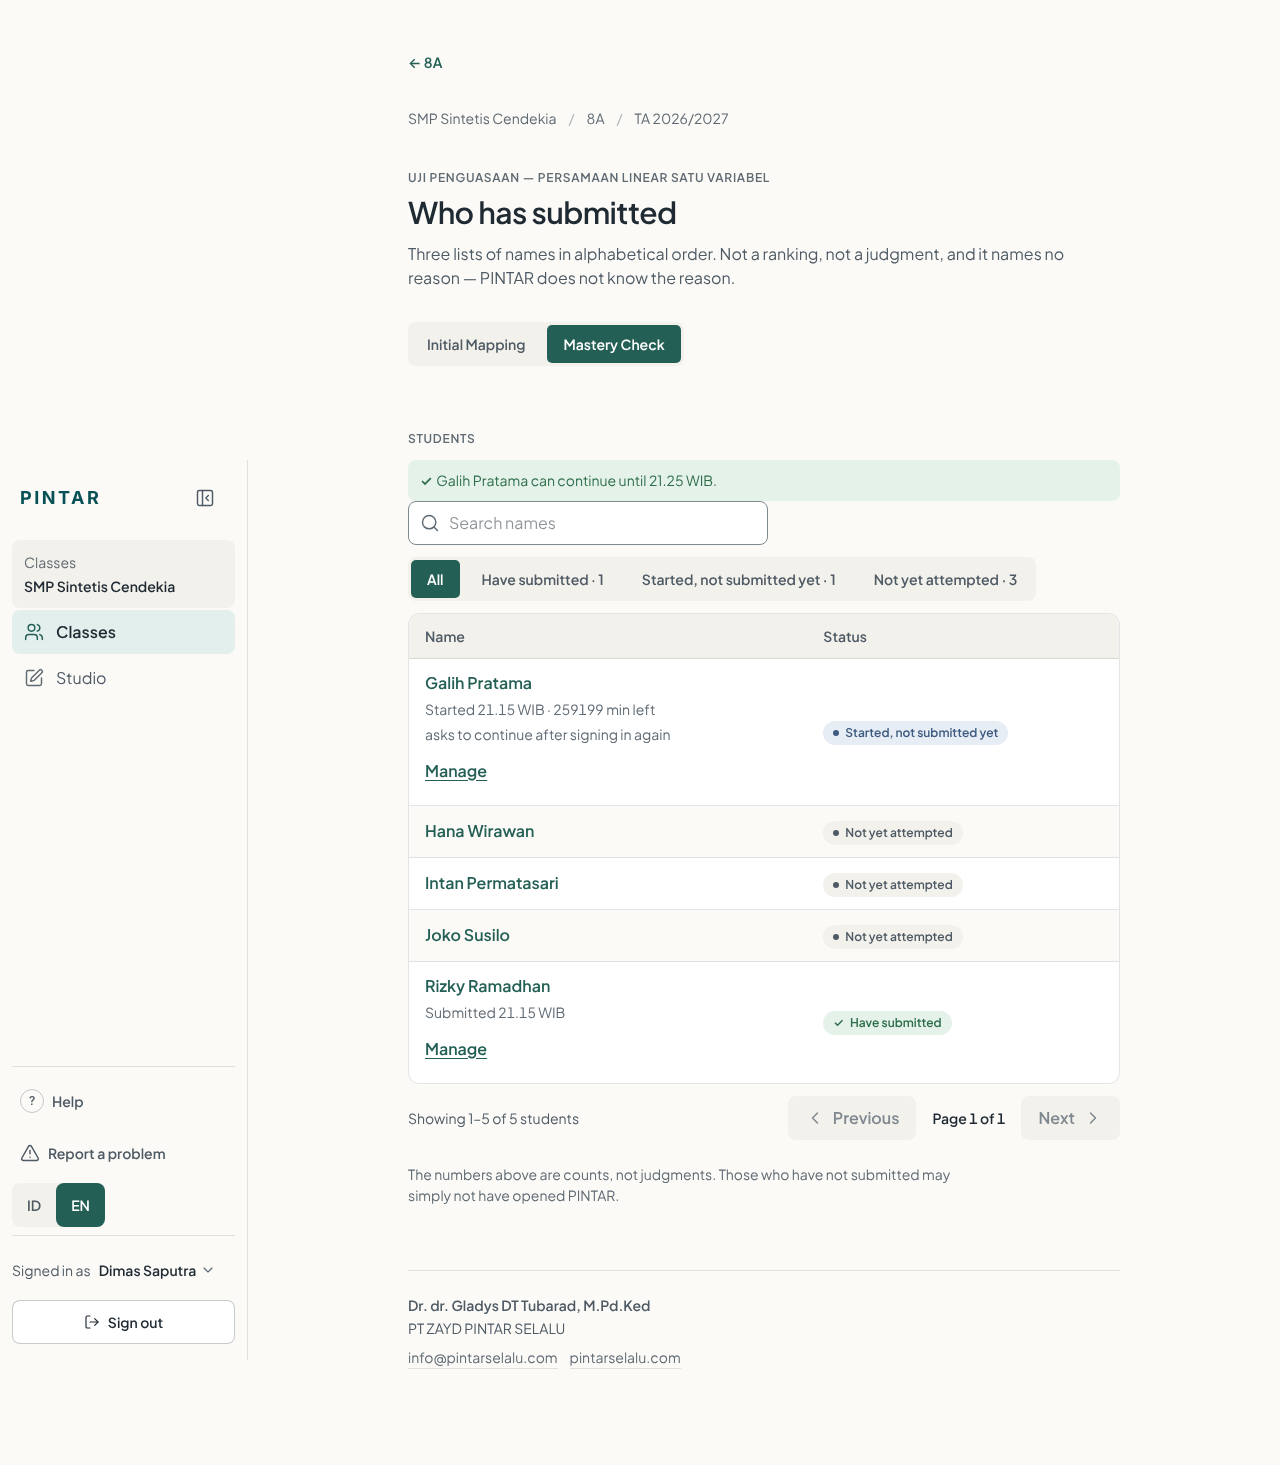 ← 8A
SMP Sintetis Cendekia / 8A / TA 2026/2027
UJI PENGUASAAN — PERSAMAAN LINEAR SATU VARIABEL
Who has submitted
Three lists of names in alphabetical order. Not a ranking, not a judgment, and it names no
reason — PINTAR does not know the reason.
Initial Mapping
Mastery Check
STUDENTS
Galih Pratama can continue until 21.25 WIB.
Search names
All
Have submitted · 1
Started, not submitted yet · 1
Not yet attempted · 3
Name
Status
Galih Pratama
Started 21.15 WIB · 259199 min left
asks to continue after signing in again
Manage
Started, not submitted yet
Hana Wirawan
Not yet attempted
Intan Permatasari
Not yet attempted
Joko Susilo
Not yet attempted
Rizky Ramadhan
Submitted 21.15 WIB
Manage
Have submitted
Showing 1–5 of 5 students
Previous
Page 1 of 1
Next
The numbers above are counts, not judgments. Those who have not submitted may
simply not have opened PINTAR.
Dr. dr. Gladys DT Tubarad, M.Pd.Ked
PT ZAYD PINTAR SELALU
info@pintarselalu.com pintarselalu.com
PINTAR
Classes
SMP Sintetis Cendekia
Classes
Studio
? Help
Report a problem
ID
EN
Signed in as Dimas Saputra
Sign out